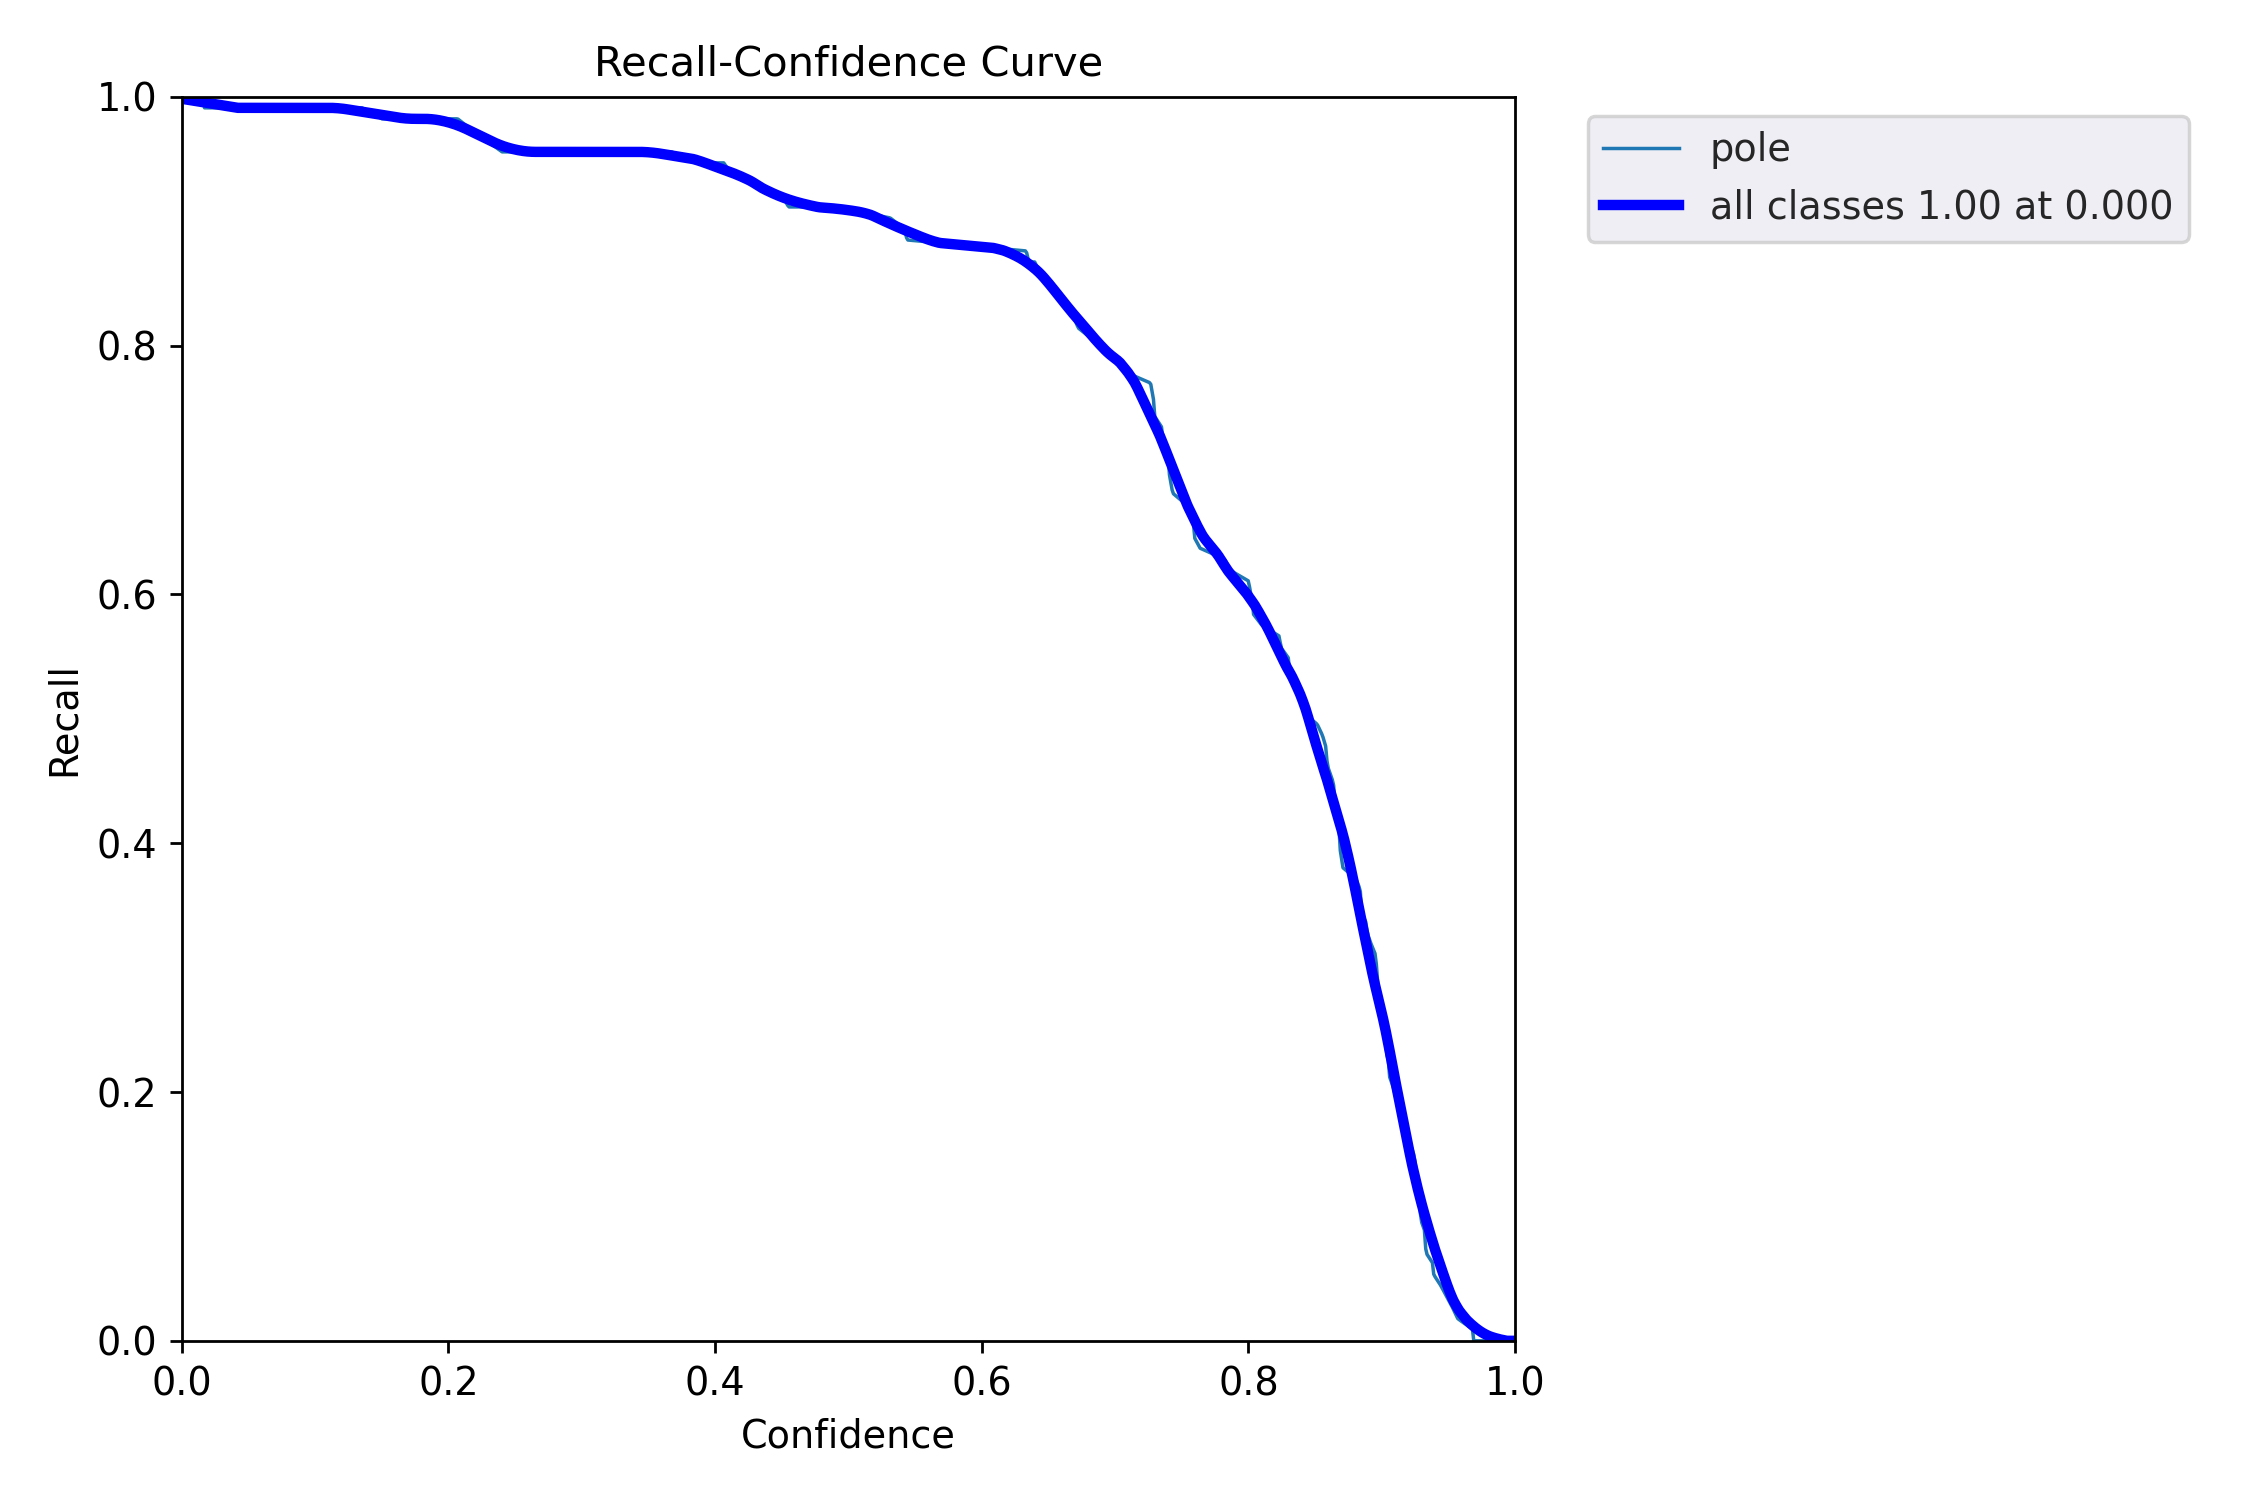 Recall-Confidence Curve
1.0
0.8
0.6
0.4
0.2
0.0
Recall
0.0 0.2 0.4 0.6 0.8 1.0
Confidence
pole
all classes 1.00 at 0.000